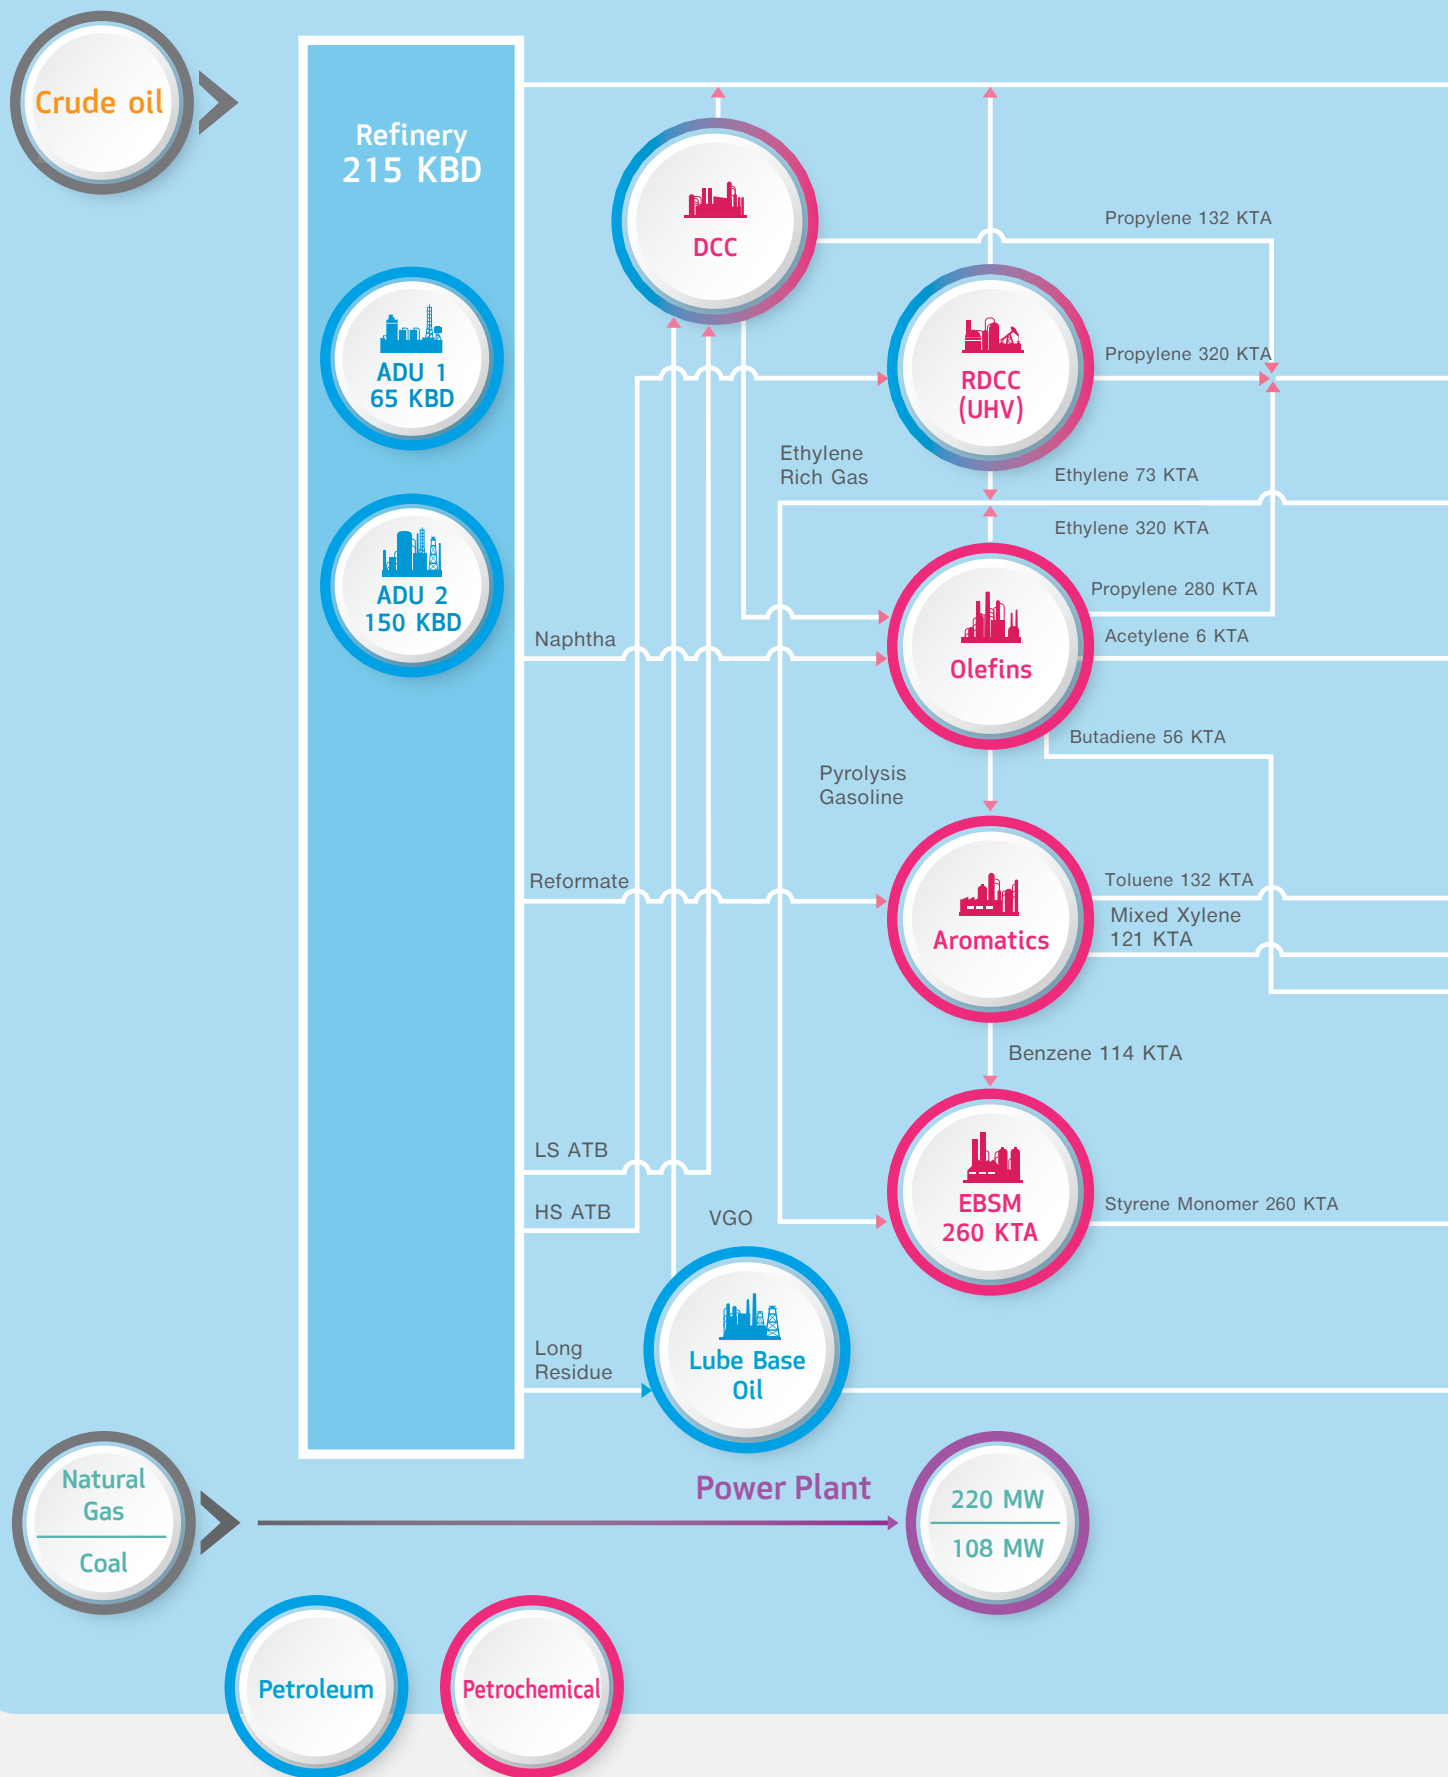 Crude oil
Refinery
215 KBD
ADU 1
65 KBD
ADU 2
150 KBD
DCC
Propylene 132 KTA
RDCC
(UHV)
Propylene 320 KTA
Ethylene
Rich Gas
Ethylene 73 KTA
Ethylene 320 KTA
Propylene 280 KTA
Naphtha
Olefins
Acetylene 6 KTA
Butadiene 56 KTA
Pyrolysis
Gasoline
Reformate
Aromatics
Toluene 132 KTA
Mixed Xylene
121 KTA
Benzene 114 KTA
LS ATB
HS ATB
VGO
EBSM
260 KTA
Styrene Monomer 260 KTA
Long
Residue
Lube Base
Oil
Natural
Gas
Coal
Power Plant
220 MW
108 MW
Petroleum
Petrochemical